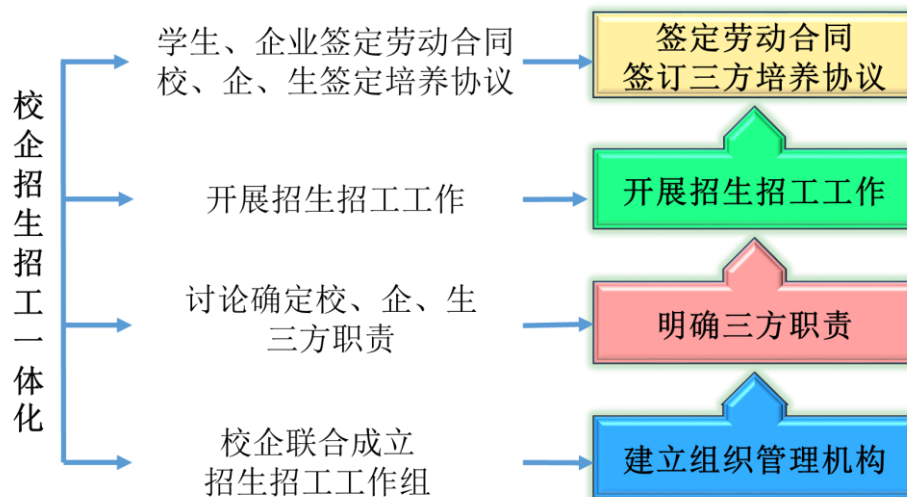 校企招生招工一体化
学生、企业签定劳动合同
校、企、生签定培养协议
签定劳动合同
签订三方培养协议
开展招生招工工作
开展招生招工工作
讨论确定校、企、生
三方职责
明确三方职责
校企联合成立
招生招工工作组
建立组织管理机构